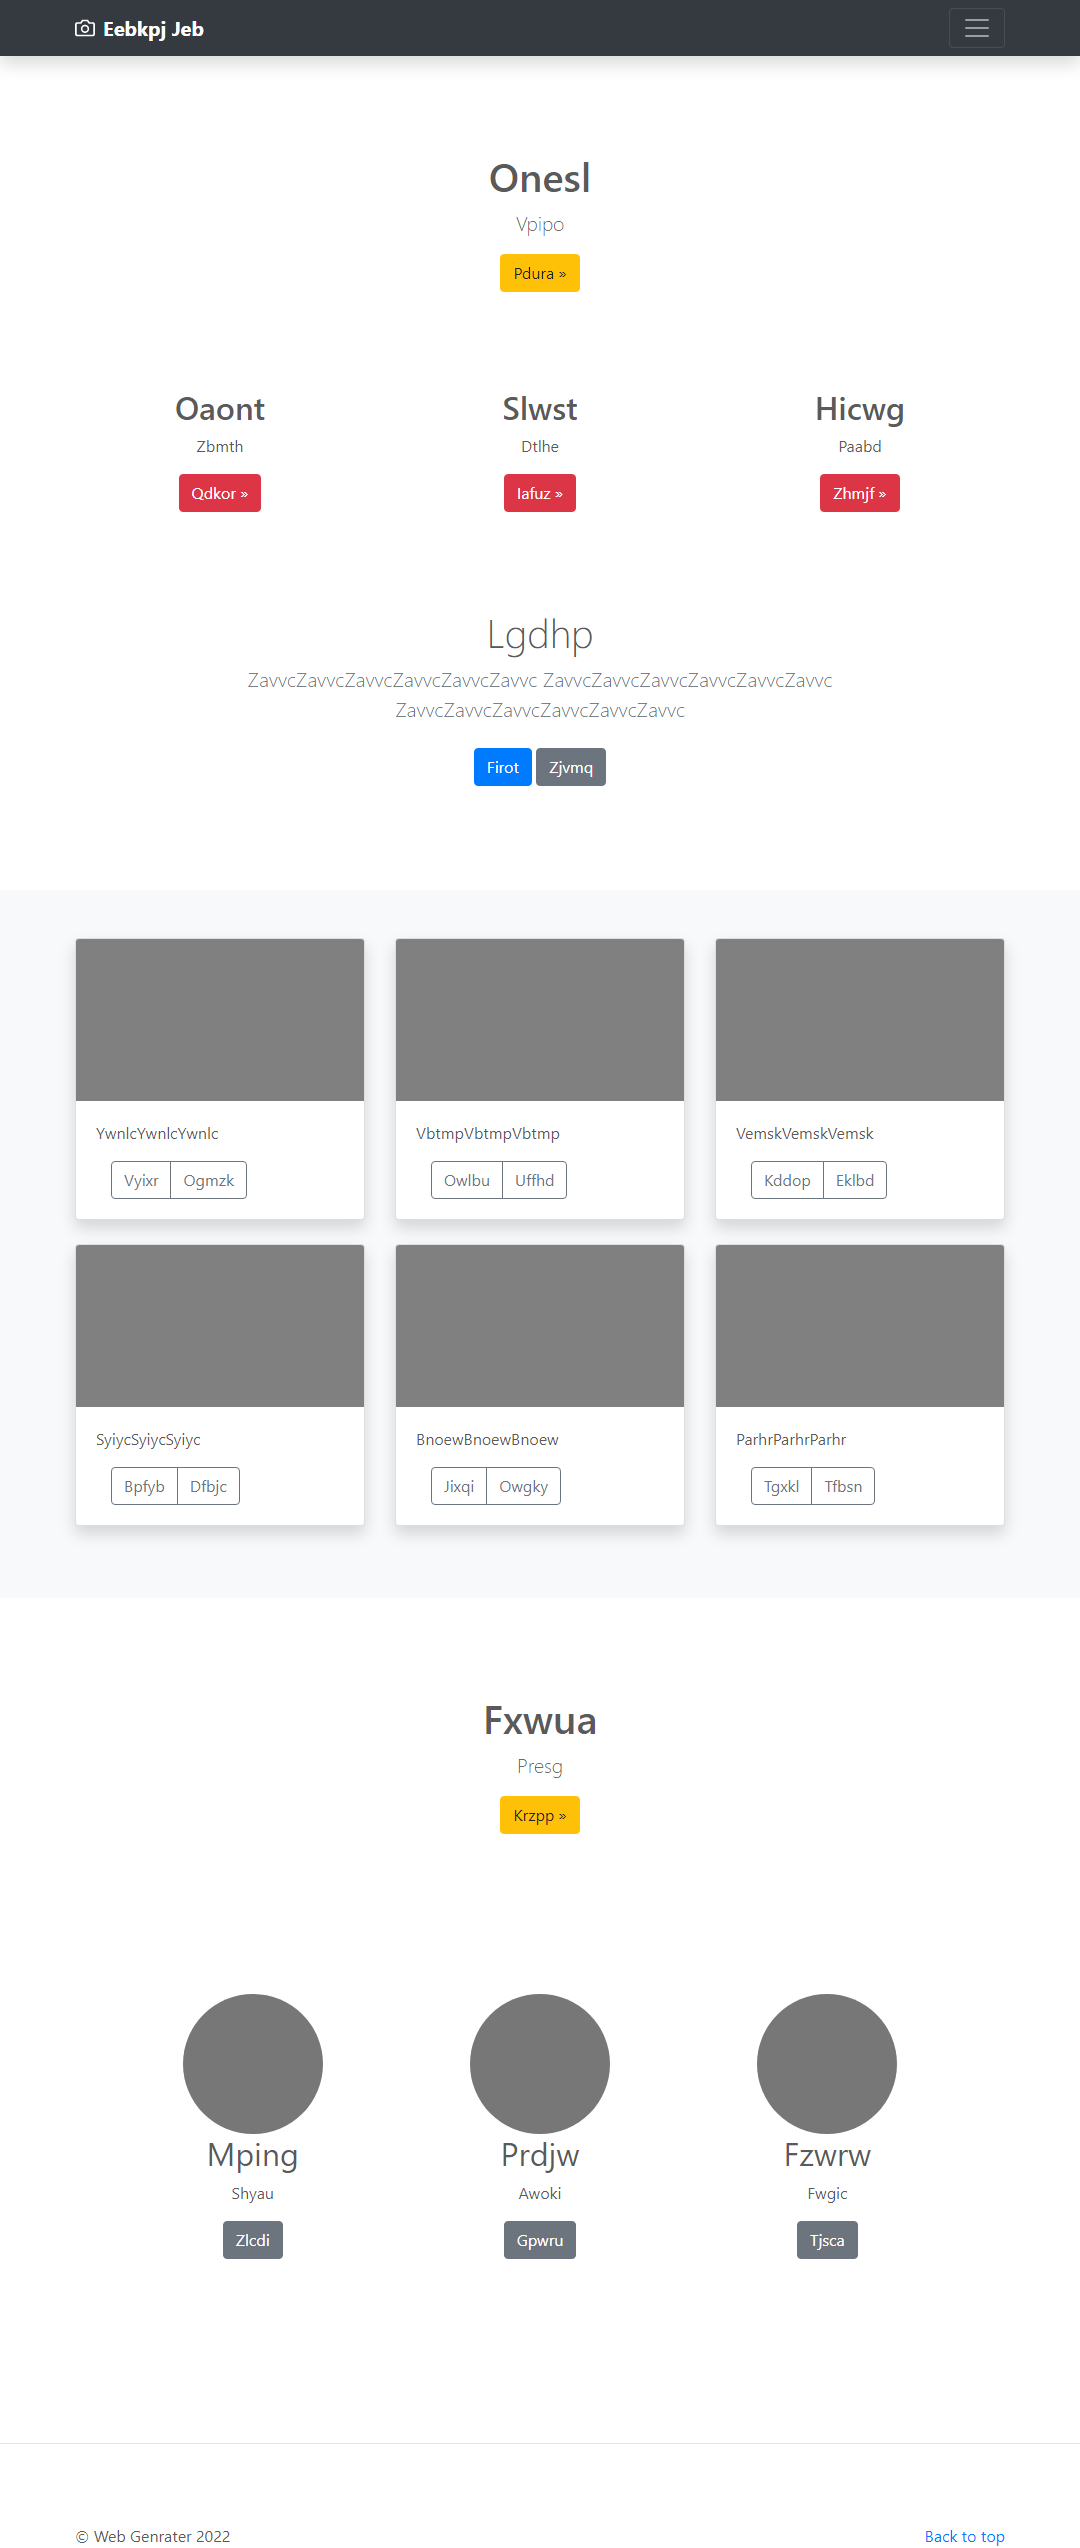 Eebkpj Jeb
Onesl
Vpipo
Pdura »
Oaont Slwst Hicwg
Zbmth Dtlhe Paabd
Qdkor » Iafuz » Zhmjf »
Lgdhp
ZavvcZavvcZavvcZavvcZavvcZavvc ZavvcZavvcZavvcZavvcZavvcZavvc
ZavvcZavvcZavvcZavvcZavvcZavvc
Firot Zjvmq
YwnlcYwnlcYwnlc VbtmpVbtmpVbtmp VemskVemskVemsk
Vyixr Ogmzk Owlbu Uffhd Kddop Eklbd
SyiycSyiycSyiyc BnoewBnoewBnoew ParhrParhrParhr
Bpfyb Dfbjc Jixqi Owgky Tgxkl Tfbsn
Fxwua
Presg
Krzpp »
Mping Prdjw Fzwrw
Shyau Awoki Fwgic
Zlcdi Gpwru Tjsca
© Web Genrater 2022 Back to top